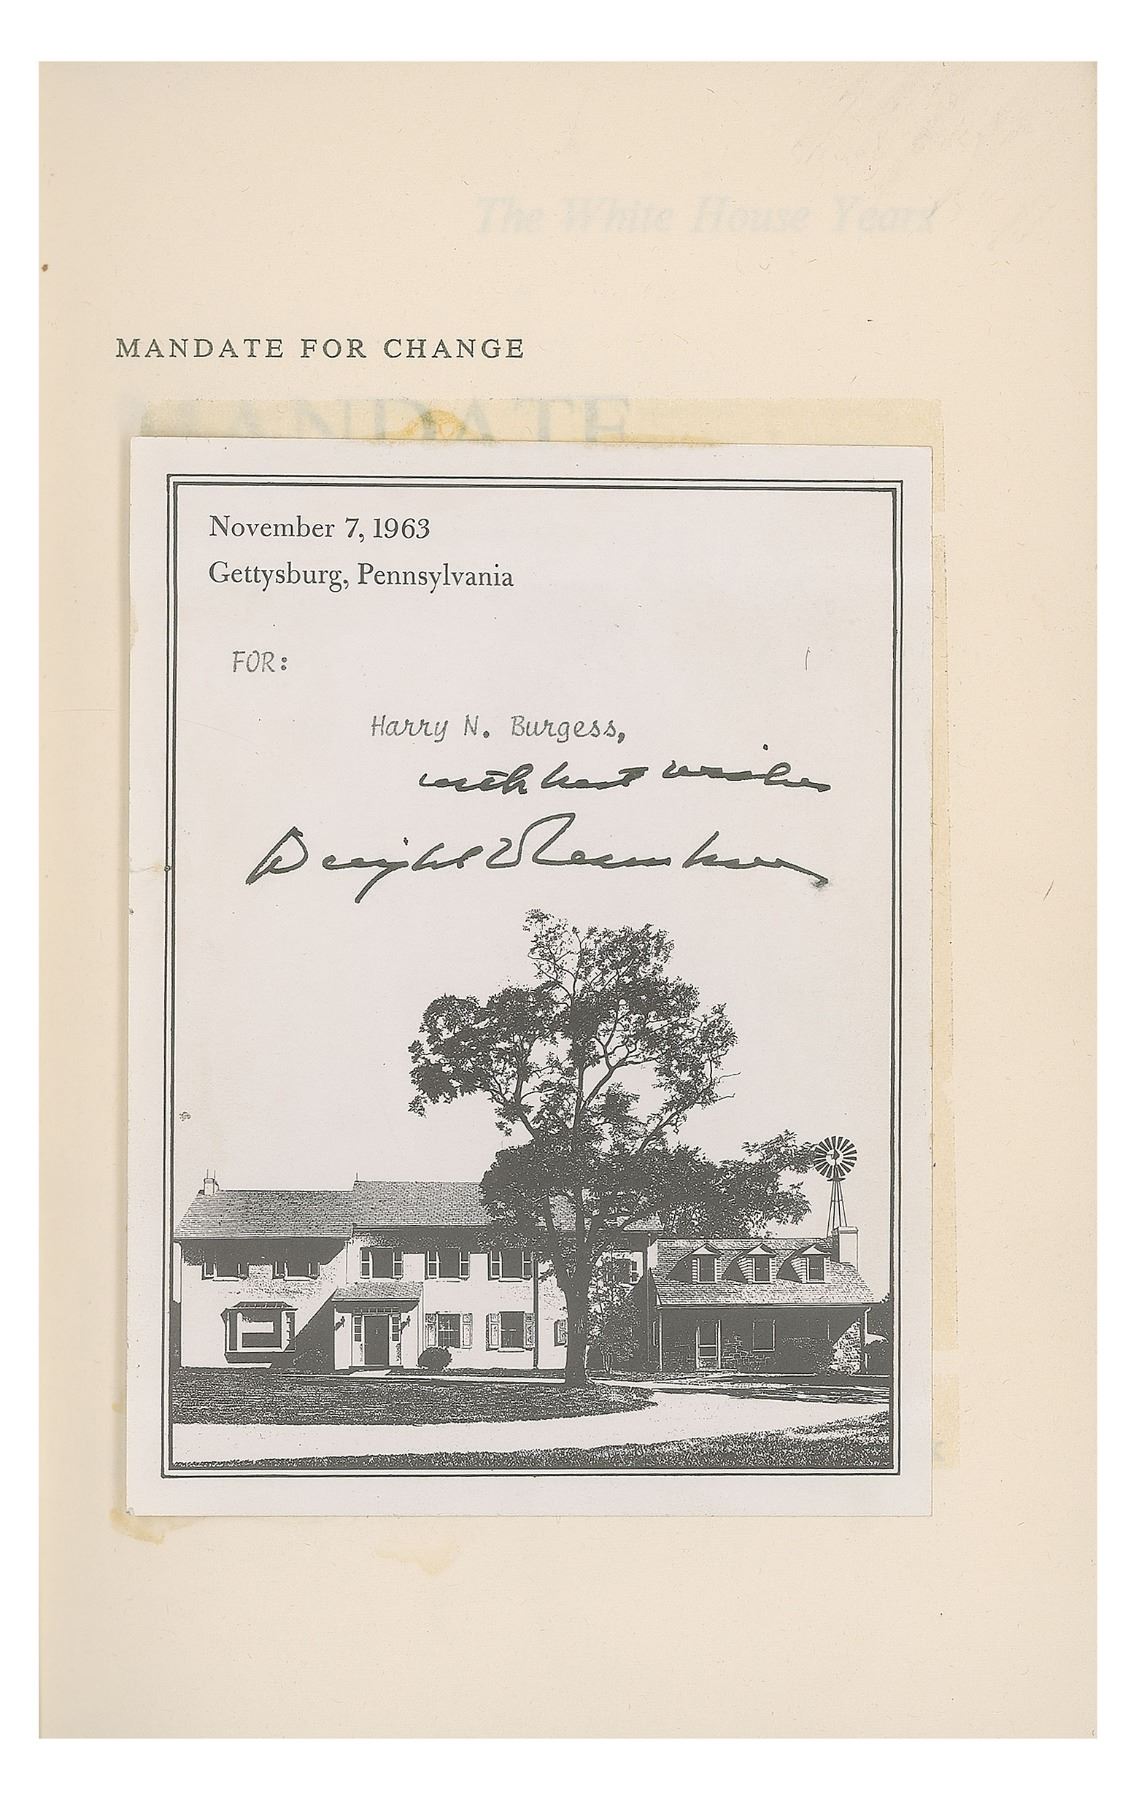 The White House Years
MANDATE FOR CHANGE
MANDATE
November 7, 1963
Gettysburg, Pennsylvania
FOR:
Harry N. Burgess,
with best wishes
Dwight D Eisenhower